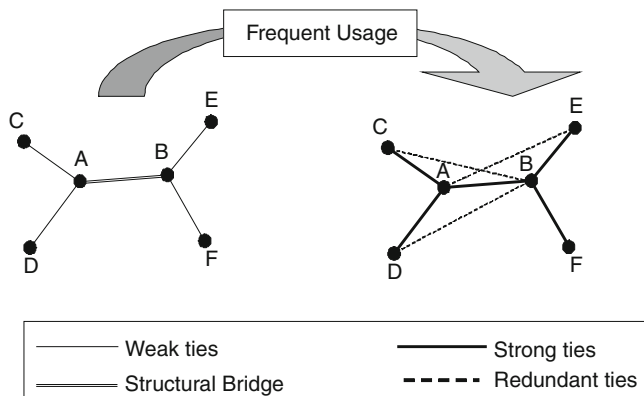 Frequent Usage
C
A
B
E
D
F
C
A
B
E
D
F
Weak ties
Structural Bridge
Strong ties
Redundant ties